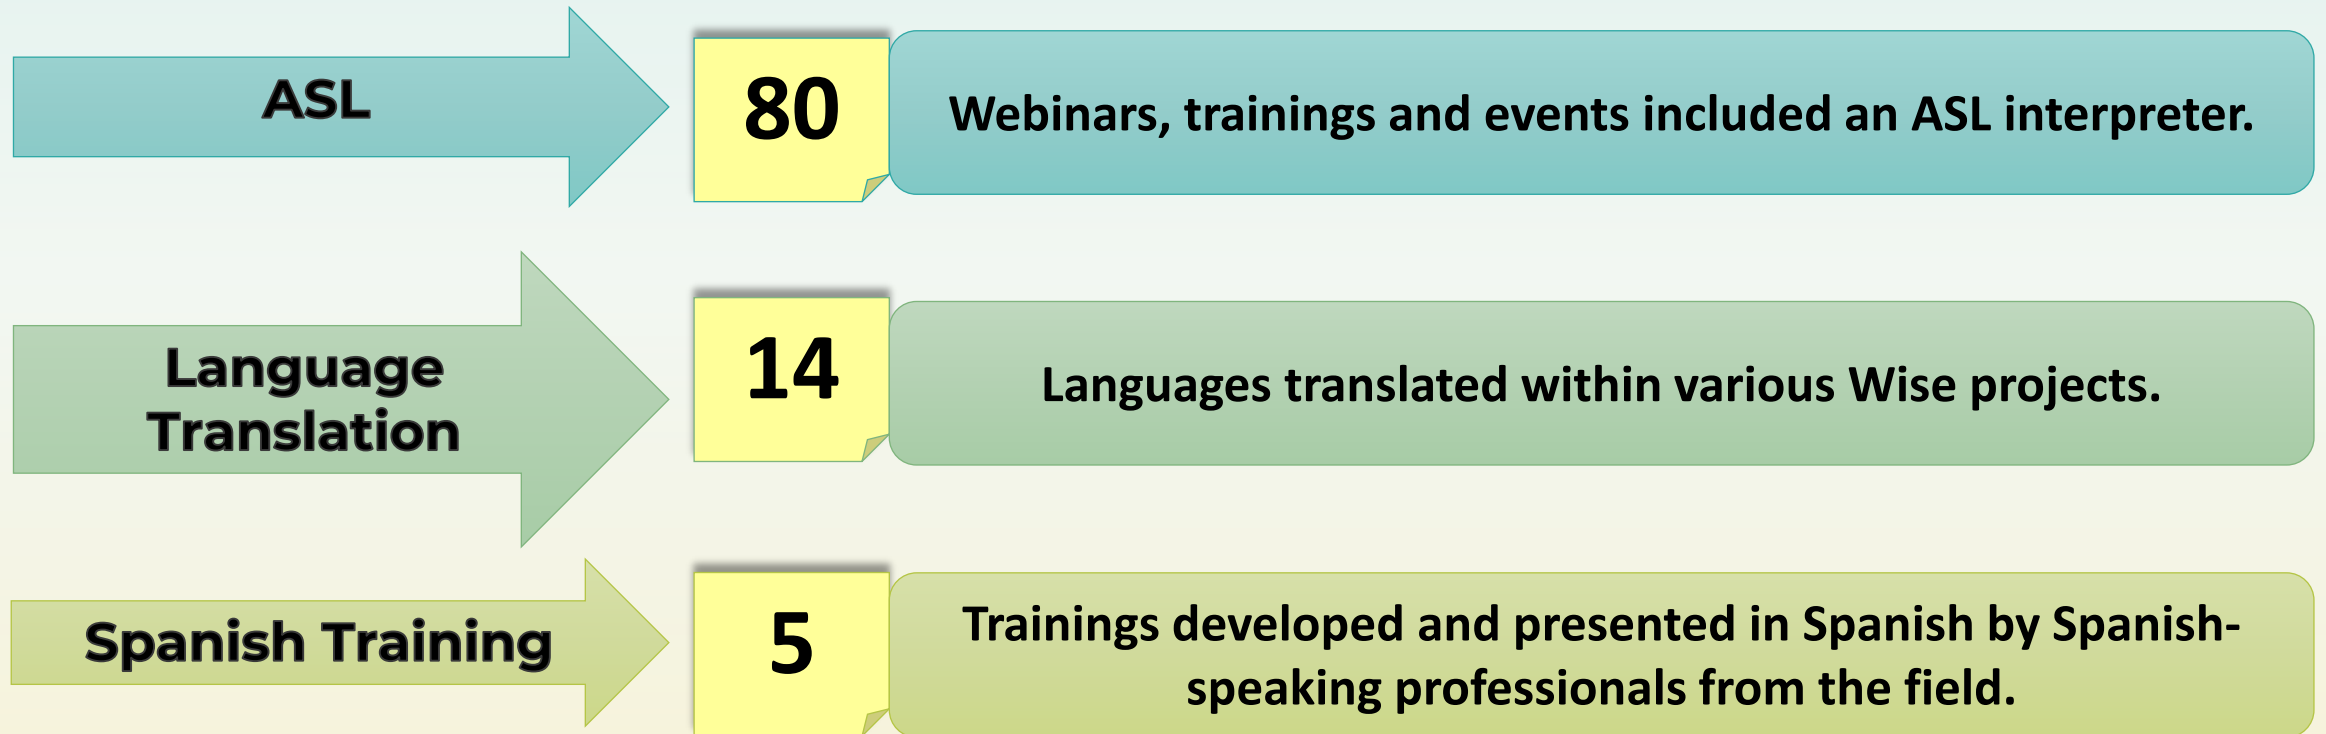 ASL
80
Webinars, trainings and events included an ASL interpreter.
Language
Translation
14
Languages translated within various Wise projects.
Spanish Training
5
Trainings developed and presented in Spanish by Spanish-
speaking professionals from the field.